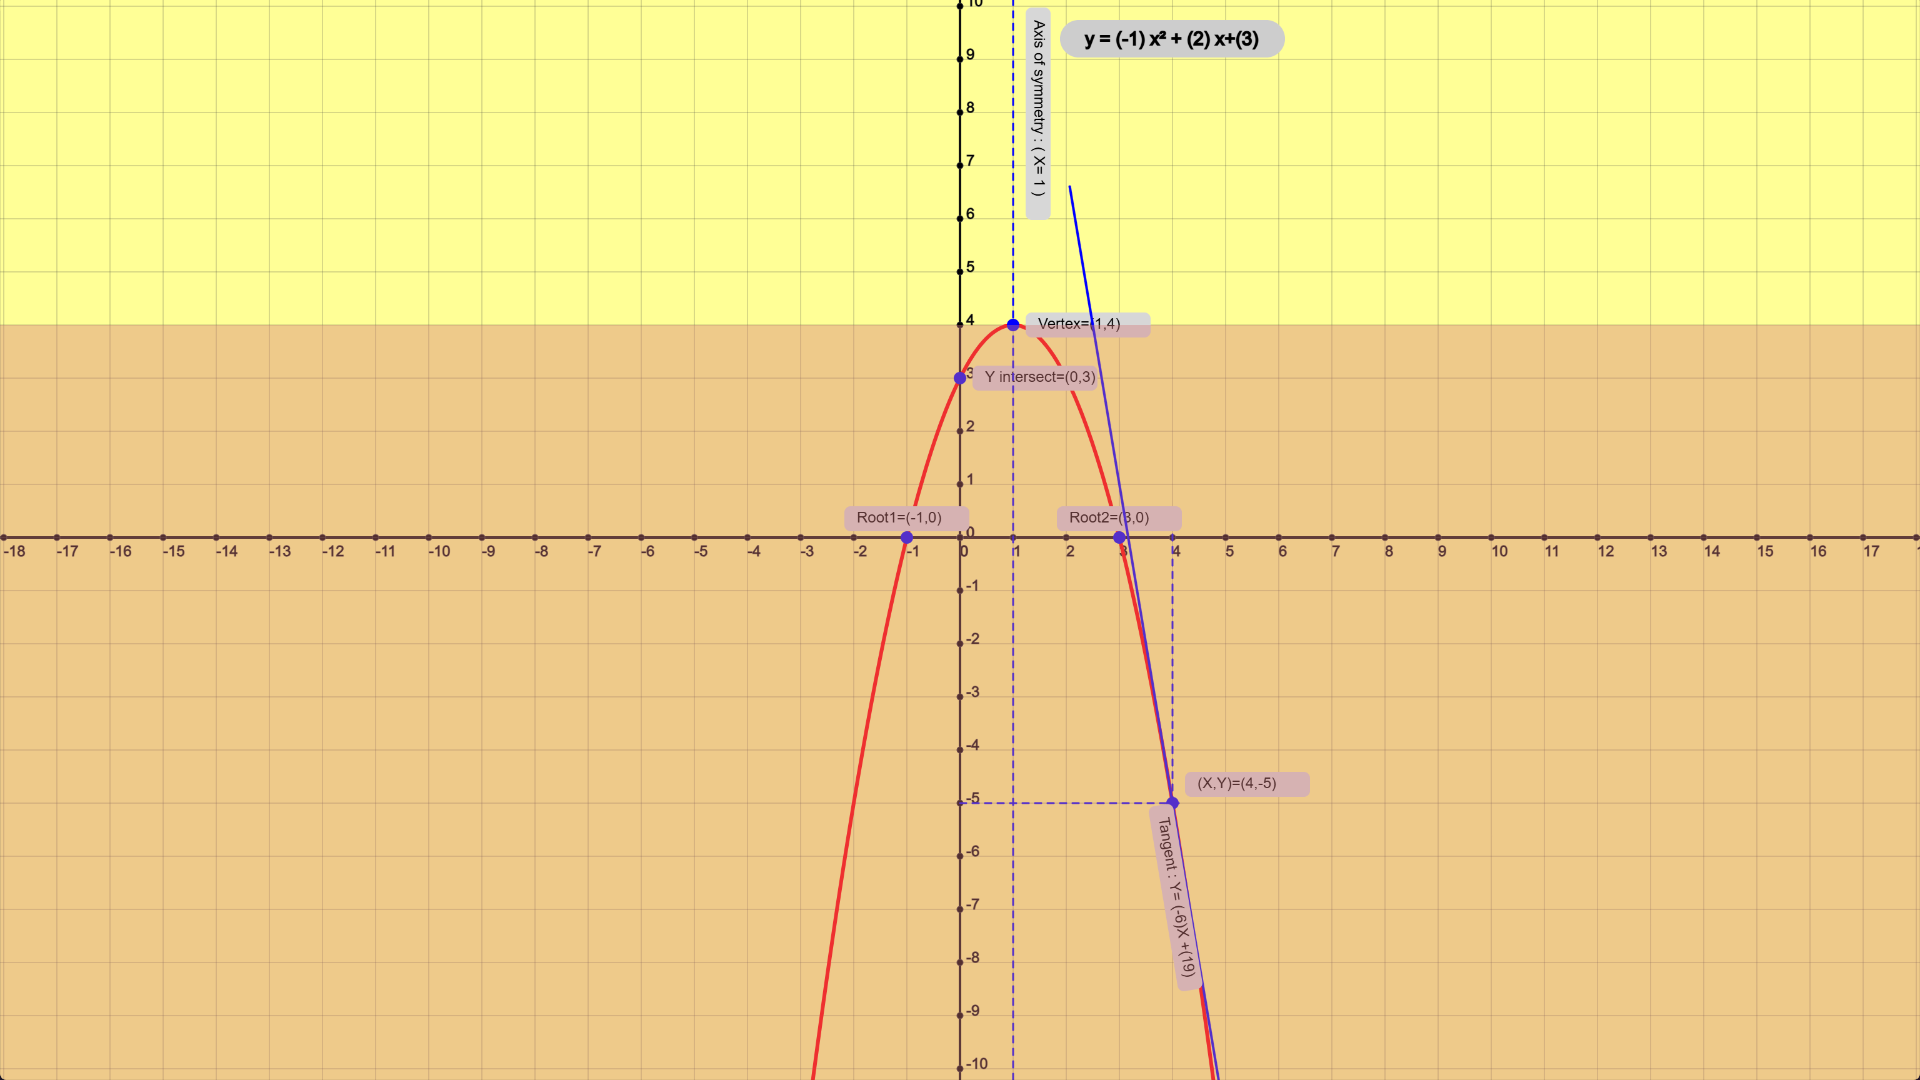 10
y = (-1) x² + (2) x+(3)
Axis of symmetry : ( X= 1 )
9
8
7
6
5
4
Vertex=(1,4)
3
Y intersect=(0,3)
2
1
Root1=(-1,0)
Root2=(3,0)
0
-18 -17 -16 -15 -14 -13 -12 -11 -10 -9 -8 -7 -6 -5 -4 -3 -2 -1 0 1 2 3 4 5 6 7 8 9 10 11 12 13 14 15 16 17
-1
-2
-3
-4
(X,Y)=(4,-5)
-5
Tangent : Y= (-6)X +(19)
-6
-7
-8
-9
-10